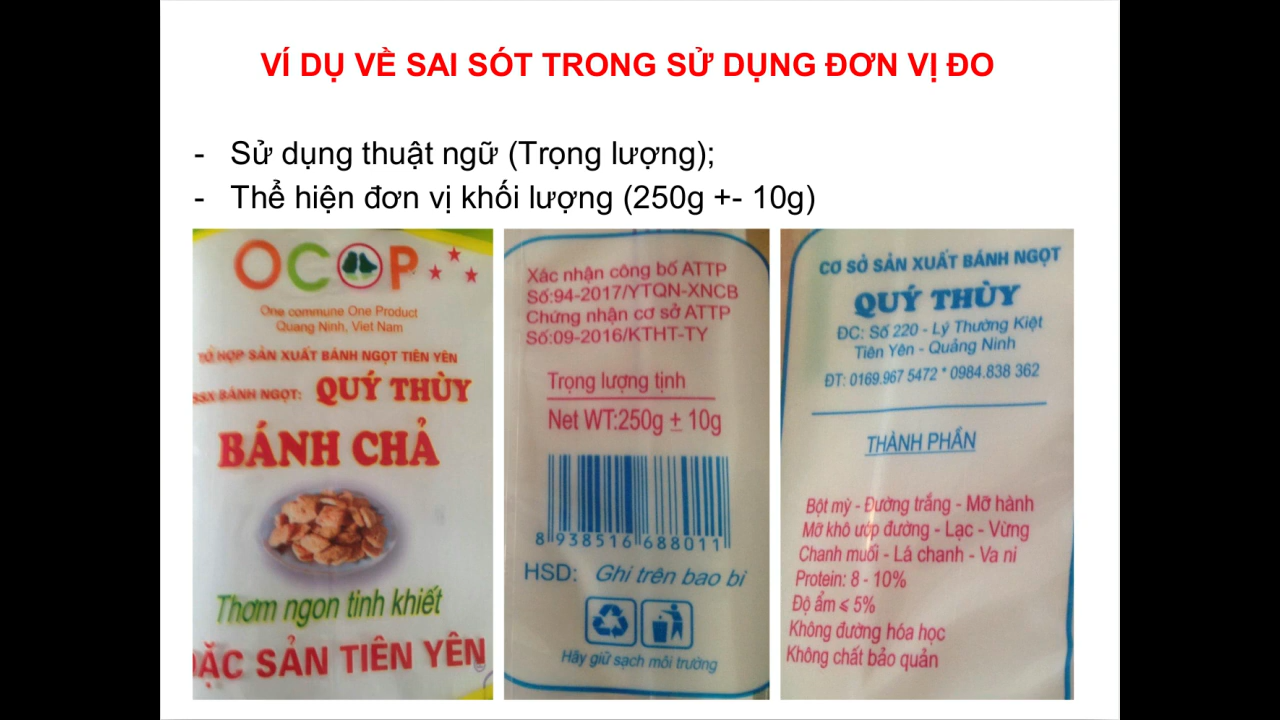 VÍ DỤ VỀ SAI SÓT TRONG SỬ DỤNG ĐƠN VỊ ĐO
- Sử dụng thuật ngữ (Trọng lượng);
- Thể hiện đơn vị khối lượng (250g +- 10g)
OCOP
One commune One Product
Quang Ninh, Viet Nam
TỔ HỢP SẢN XUẤT BÁNH NGỌT TIÊN YÊN
SSX BÁNH NGỌT: QUÝ THÙY
BÁNH CHẢ
Thơm ngon tinh khiết
ĐẶC SẢN TIÊN YÊN
Xác nhận công bố ATTP
Số:94-2017/YTQN-XNCB
Chứng nhận cơ sở ATTP
Số:09-2016/KTHT-TY
Trọng lượng tịnh
Net WT:250g ± 10g
8 938516 688011
HSD: Ghi trên bao bi
Hãy giữ sạch môi trường
CƠ SỞ SẢN XUẤT BÁNH NGỌT
QUÝ THÙY
ĐC: Số 220 - Lý Thường Kiệt
Tiên Yên - Quảng Ninh
ĐT: 0169.967 5472 * 0984.838 362
THÀNH PHẦN
Bột mỳ - Đường trắng - Mỡ hành
Mỡ khô ướp đường - Lạc - Vừng
Chanh muối - Lá chanh - Va ni
Protein: 8 - 10%
Độ ẩm ⩽ 5%
Không đường hóa học
Không chất bảo quản